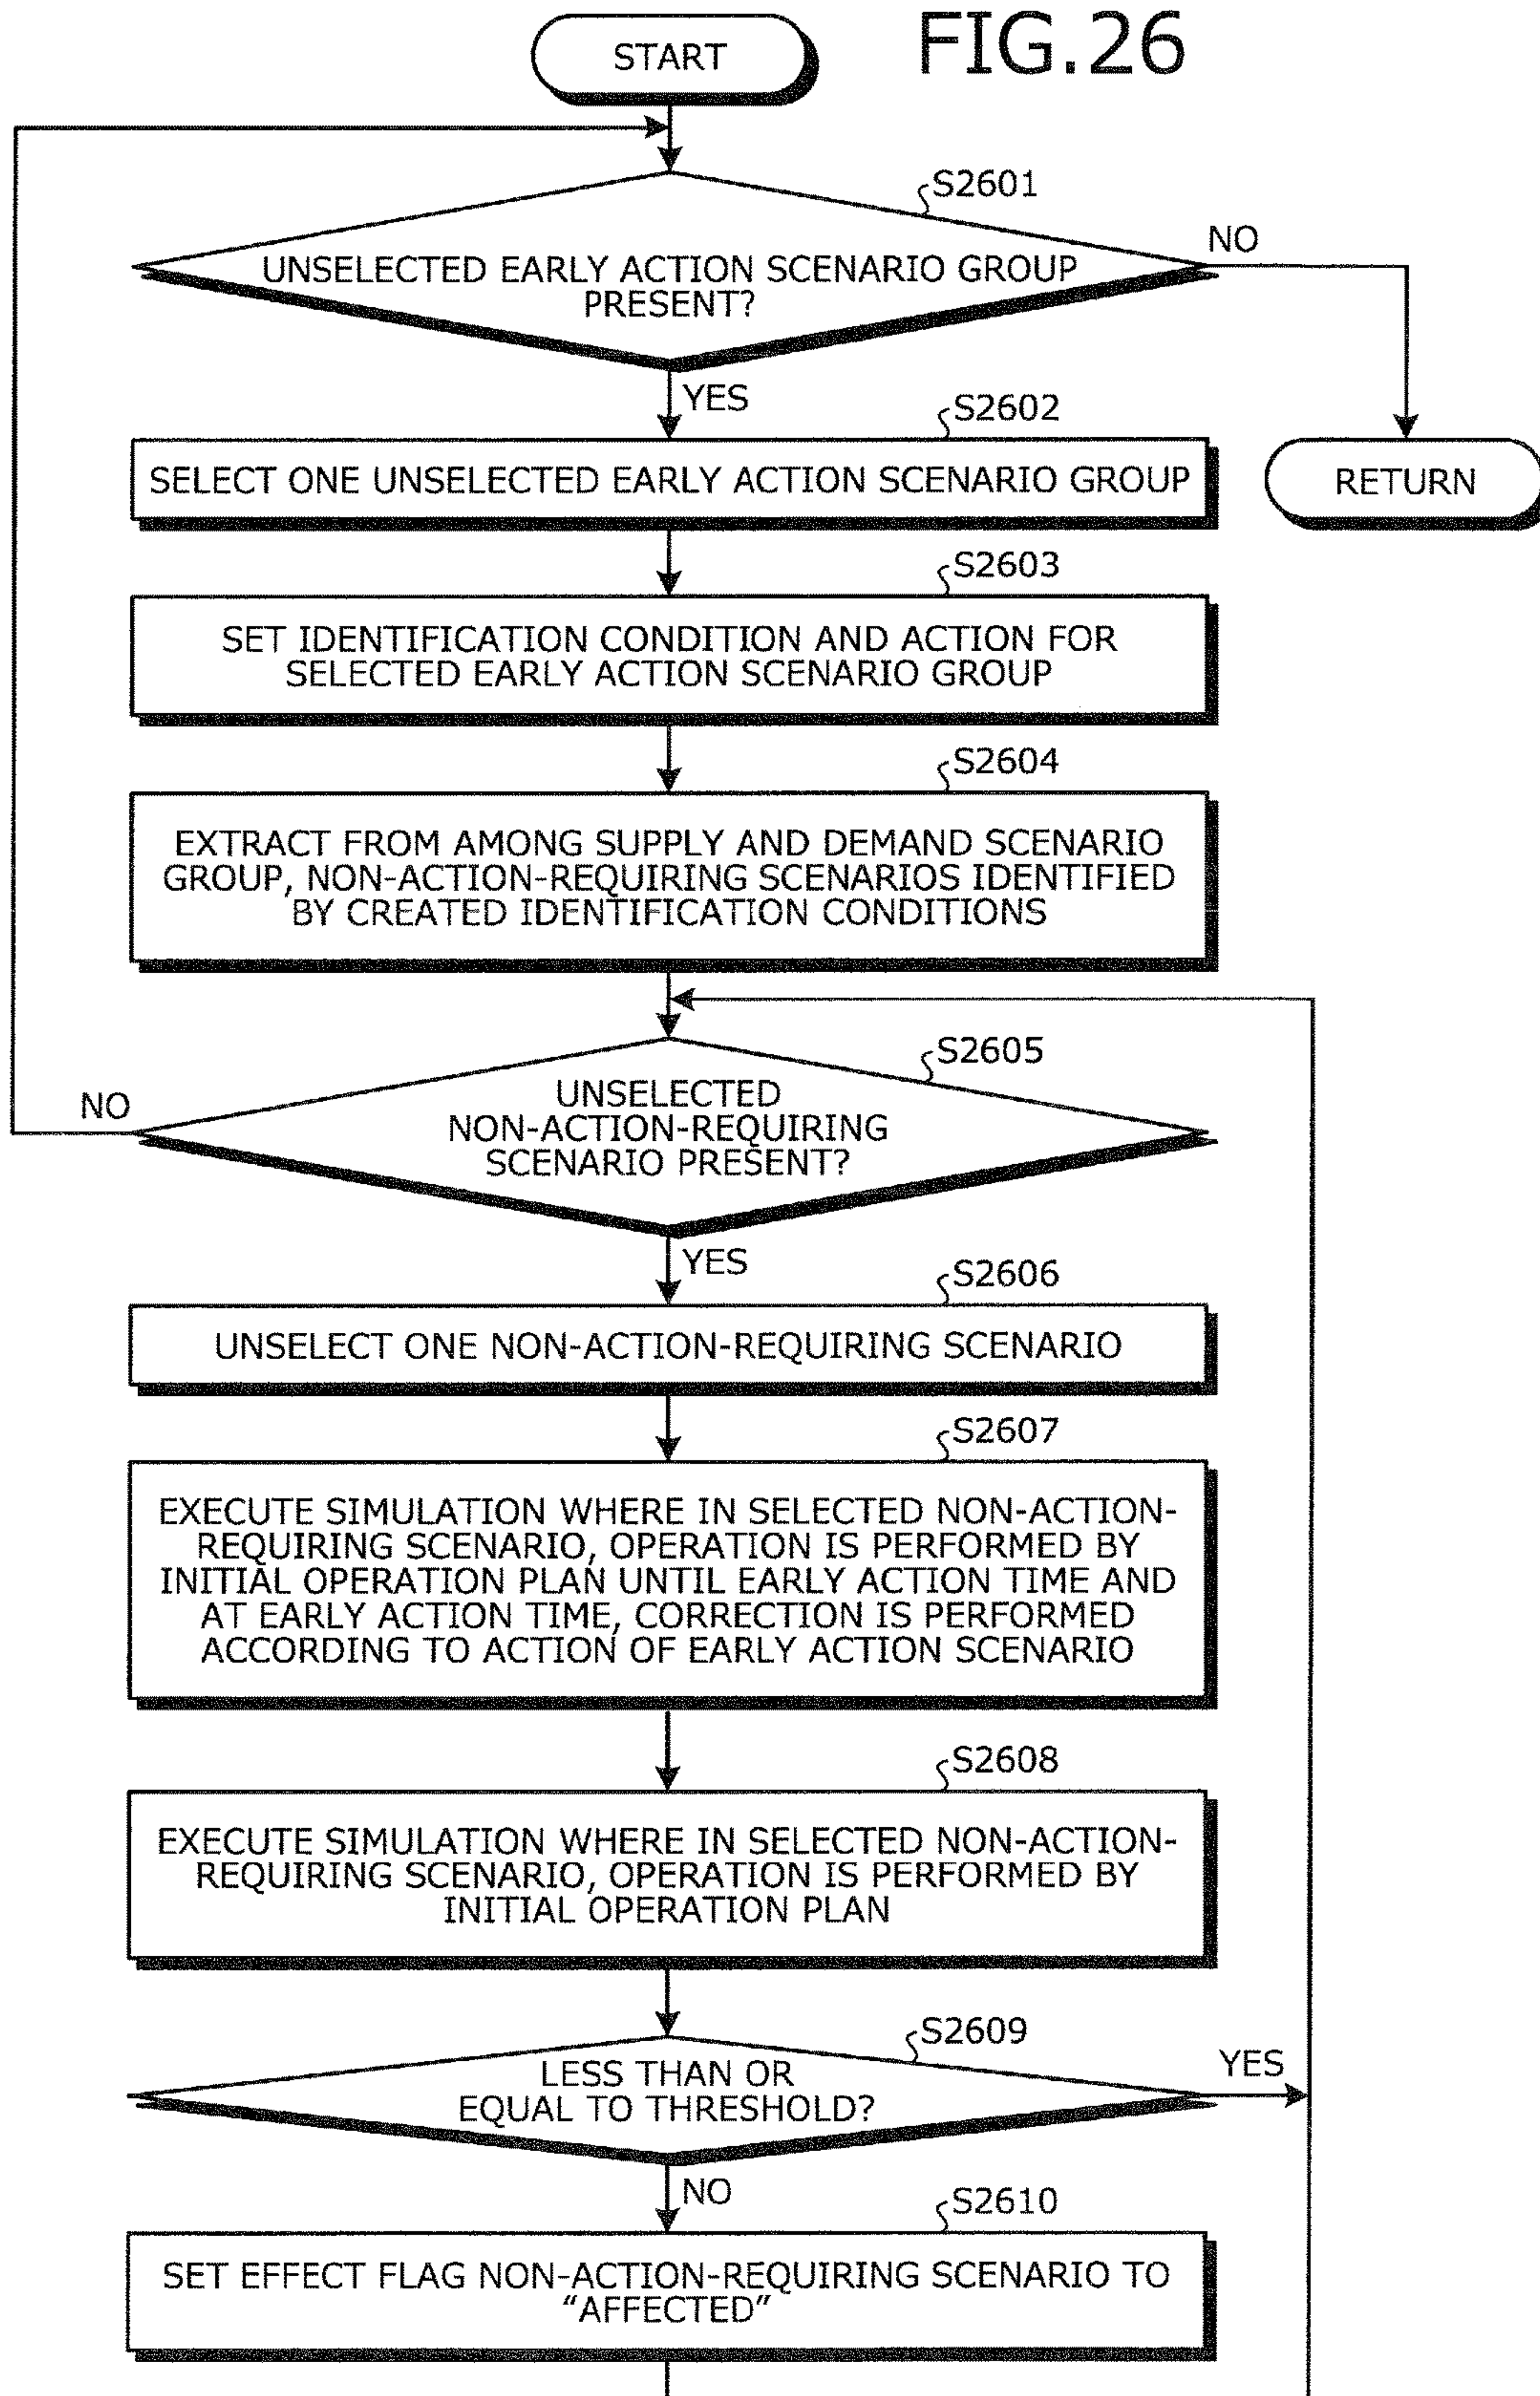 FIG.26
START
S2601
UNSELECTED EARLY ACTION SCENARIO GROUP
PRESENT?
NO
YES
S2602
SELECT ONE UNSELECTED EARLY ACTION SCENARIO GROUP
RETURN
S2603
SET IDENTIFICATION CONDITION AND ACTION FOR
SELECTED EARLY ACTION SCENARIO GROUP
S2604
EXTRACT FROM AMONG SUPPLY AND DEMAND SCENARIO
GROUP, NON-ACTION-REQUIRING SCENARIOS IDENTIFIED
BY CREATED IDENTIFICATION CONDITIONS
S2605
NO
UNSELECTED
NON-ACTION-REQUIRING
SCENARIO PRESENT?
YES
S2606
UNSELECT ONE NON-ACTION-REQUIRING SCENARIO
S2607
EXECUTE SIMULATION WHERE IN SELECTED NON-ACTION-
REQUIRING SCENARIO, OPERATION IS PERFORMED BY
INITIAL OPERATION PLAN UNTIL EARLY ACTION TIME AND
AT EARLY ACTION TIME, CORRECTION IS PERFORMED
ACCORDING TO ACTION OF EARLY ACTION SCENARIO
S2608
EXECUTE SIMULATION WHERE IN SELECTED NON-ACTION-
REQUIRING SCENARIO, OPERATION IS PERFORMED BY
INITIAL OPERATION PLAN
S2609
LESS THAN OR
EQUAL TO THRESHOLD?
YES
NO
S2610
SET EFFECT FLAG NON-ACTION-REQUIRING SCENARIO TO
“AFFECTED”